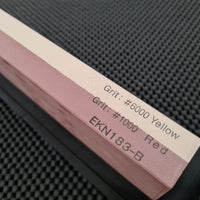 Grit: #6000 Yellow
Grit: #1000 Red
EKN183-B